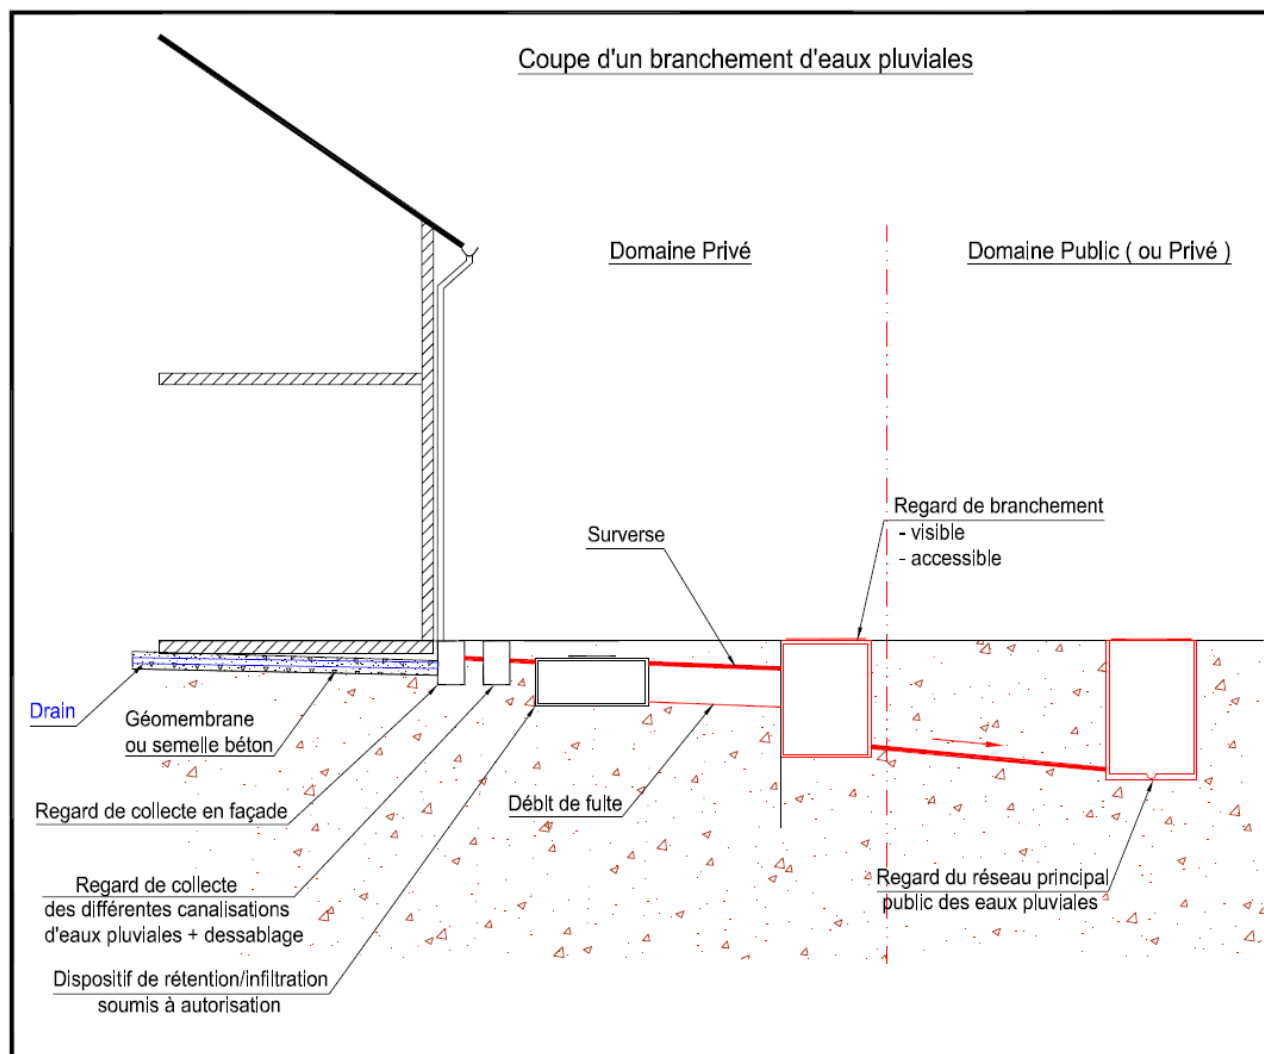 Coupe d'un branchement d'eaux pluviales
Domaine Privé
Domaine Public ( ou Privé )
Regard de branchement
- visible
- accessible
Surverse
Drain
Géomembrane
ou semelle béton
Regard de collecte en façade
Débit de fuite
Regard de collecte
des différentes canalisations
d'eaux pluviales + dessablage
Regard du réseau principal
public des eaux pluviales
Dispositif de rétention/infiltration
soumis à autorisation